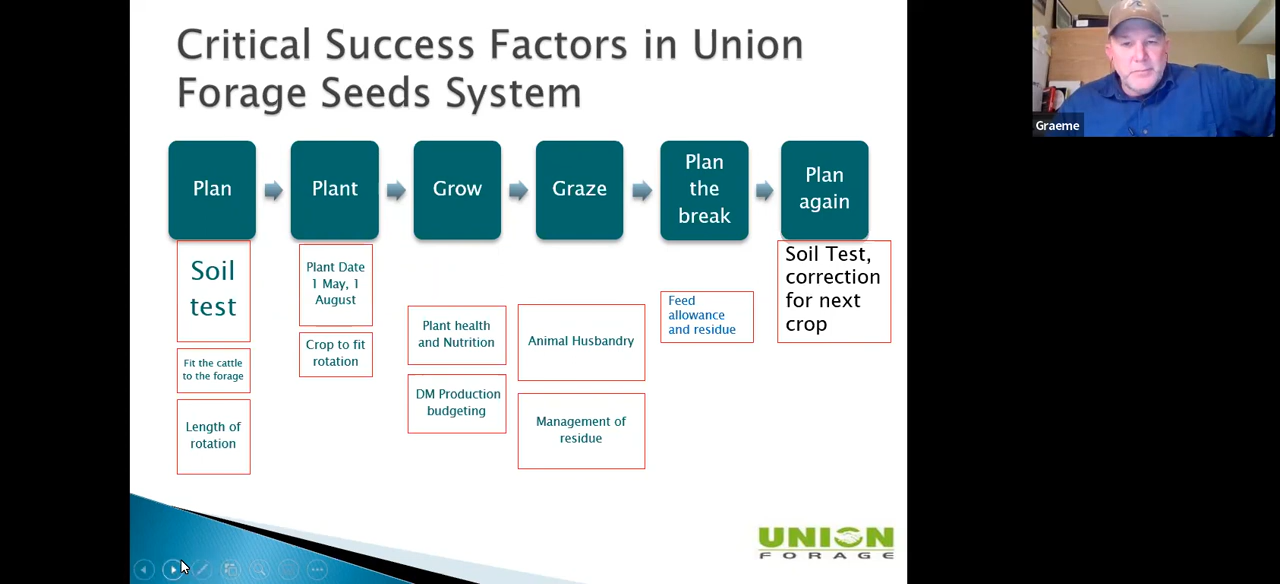 Critical Success Factors in Union
Forage Seeds System
Graeme
Plan
Plant
Grow
Graze
Plan
the
break
Plan
again
Soil
test
Fit the cattle
to the forage
Length of
rotation
Plant Date
1 May, 1
August
Crop to fit
rotation
Plant health
and Nutrition
DM Production
budgeting
Animal Husbandry
Management of
residue
Feed
allowance
and residue
Soil Test,
correction
for next
crop
UNION
FORAGE